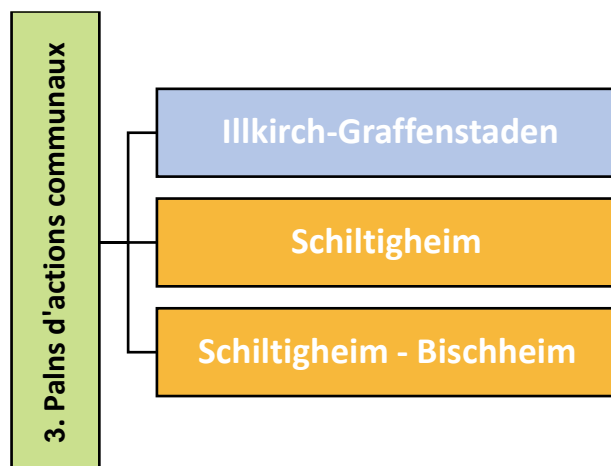 3. Palns d'actions communaux
Illkirch-Graffenstaden
Schiltigheim
Schiltigheim - Bischheim